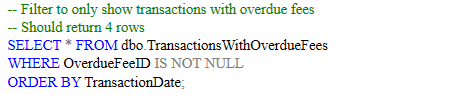 -- Filter to only show transactions with overdue fees
-- Should return 4 rows
SELECT * FROM dbo.TransactionsWithOverdueFees
WHERE OverdueFeeID IS NOT NULL
ORDER BY TransactionDate;